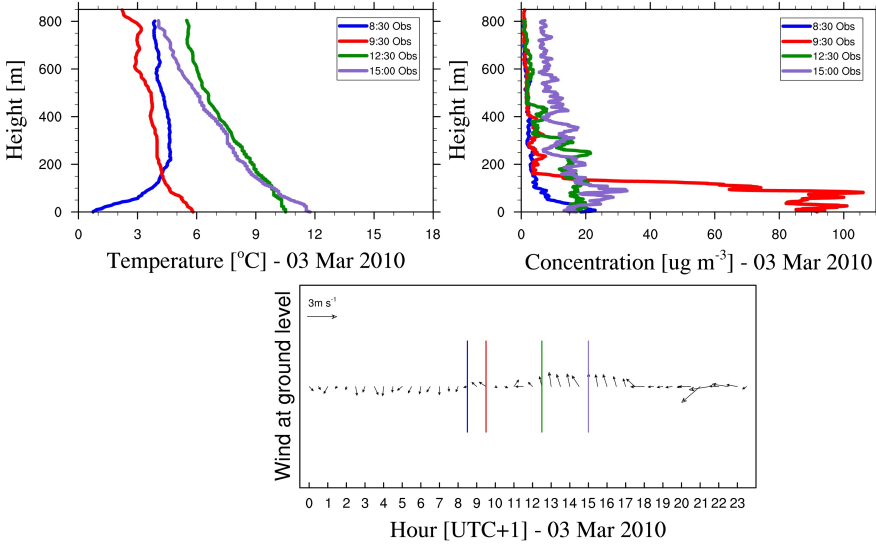 800
600
400
200
0
Height [m]
8:30 Obs
9:30 Obs
12:30 Obs
15:00 Obs
0 3 6 9 12 15 18
Temperature [°C] - 03 Mar 2010
800
600
400
200
0
Height [m]
8:30 Obs
9:30 Obs
12:30 Obs
15:00 Obs
0 20 40 60 80 100
Concentration [ug m-3] - 03 Mar 2010
Wind at ground level
3m s-1
0 1 2 3 4 5 6 7 8 9 10 11 12 13 14 15 16 17 18 19 20 21 22 23
Hour [UTC+1] - 03 Mar 2010